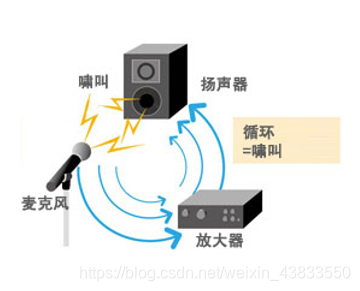 啸叫
扬声器
循环
=啸叫
麦克风
放大器
https://blog.csdn.net/weixin_43833550